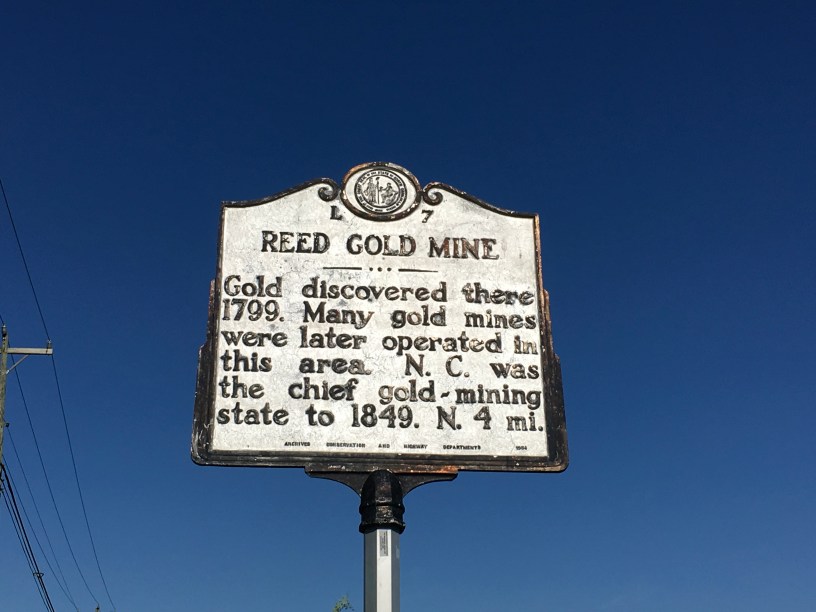 L 7
REED GOLD MINE
Gold discovered there
1799. Many gold mines
were later operated in
this area. N. C. was
the chief gold-mining
state to 1849. N. 4 mi.
ARCHIVES CONSERVATION AND HIGHWAY DEPARTMENTS